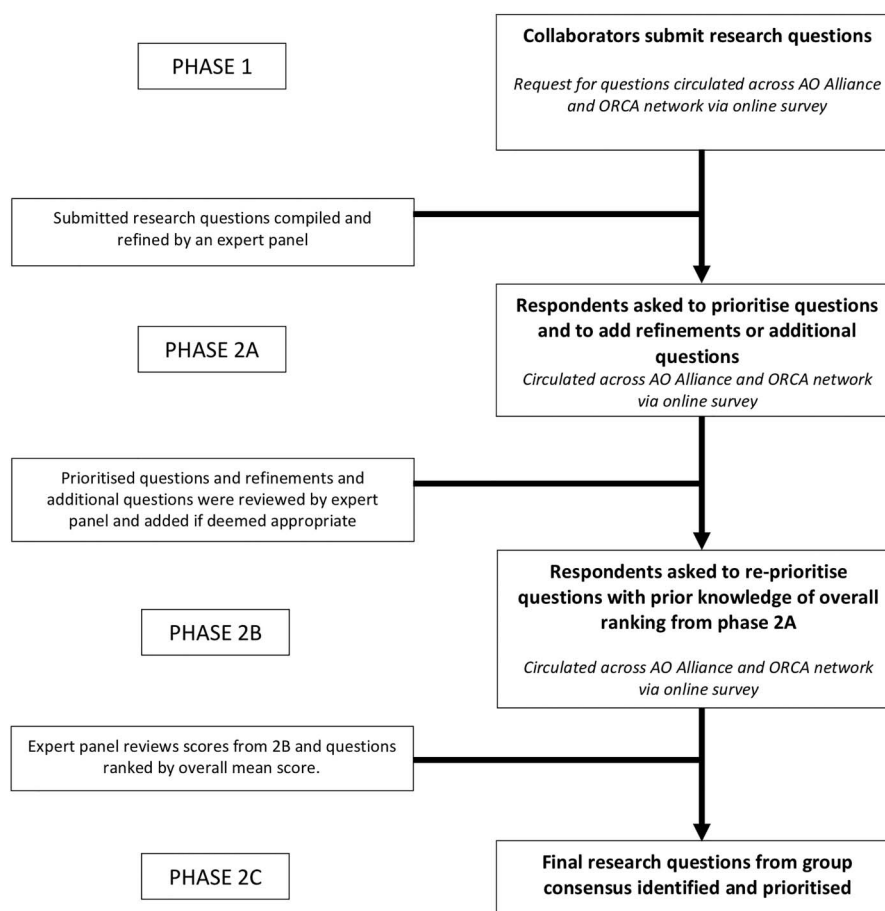 PHASE 1
Collaborators submit research questions
Request for questions circulated across AO Alliance
and ORCA network via online survey
Submitted research questions compiled and
refined by an expert panel
PHASE 2A
Respondents asked to prioritise questions
and to add refinements or additional
questions
Circulated across AO Alliance and ORCA network
via online survey
Prioritised questions and refinements and
additional questions were reviewed by expert
panel and added if deemed appropriate
PHASE 2B
Respondents asked to re-prioritise
questions with prior knowledge of overall
ranking from phase 2A
Circulated across AO Alliance and ORCA network
via online survey
Expert panel reviews scores from 2B and questions
ranked by overall mean score.
PHASE 2C
Final research questions from group
consensus identified and prioritised